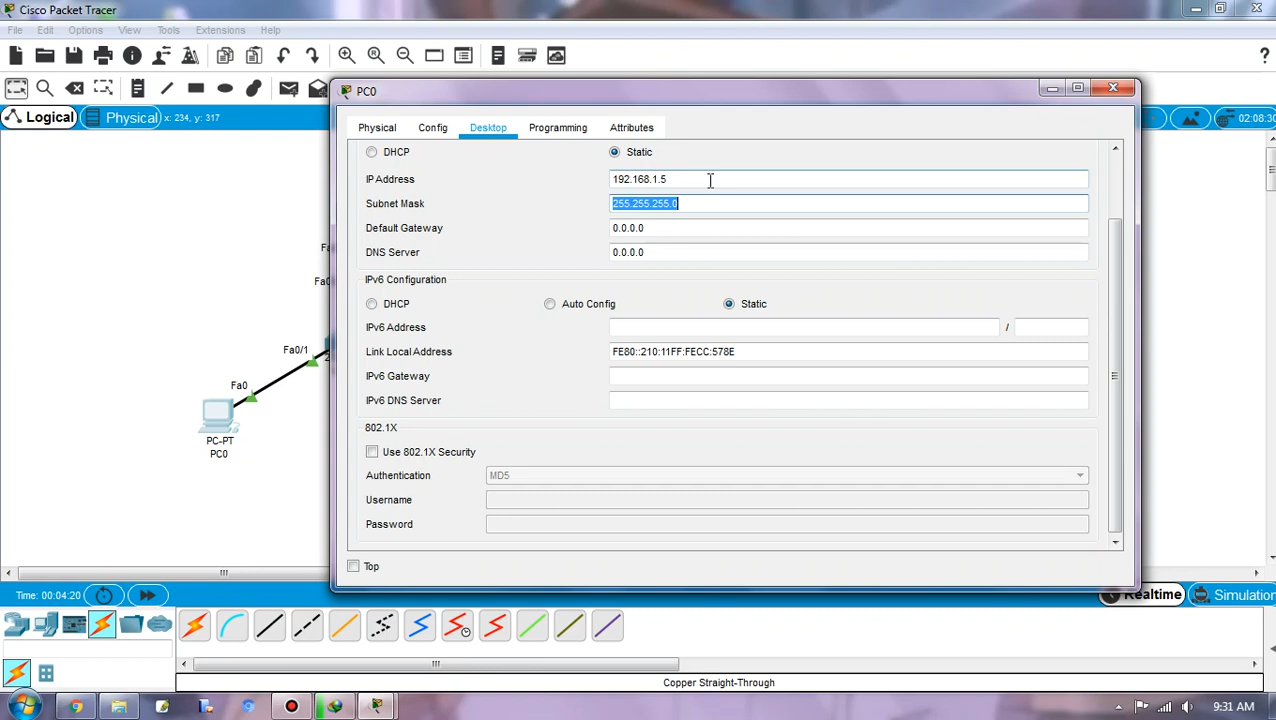 Cisco Packet Tracer
File Edit Options View Tools Extensions Help
?
Logical Physical x: 234, y: 317
02:08:30
PC0
Physical Config Desktop Programming Attributes
DHCP Static
IP Address 192.168.1.5
Subnet Mask 255.255.255.0
Default Gateway 0.0.0.0
DNS Server 0.0.0.0
IPv6 Configuration
DHCP Auto Config Static
IPv6 Address /
Link Local Address FE80::210:11FF:FECC:578E
IPv6 Gateway
IPv6 DNS Server
802.1X
Use 802.1X Security
Authentication MD5
Username
Password
Top
Fa0/1
Fa0
PC-PT
PC0
Time: 00:04:20
Realtime Simulation
Copper Straight-Through
9:31 AM